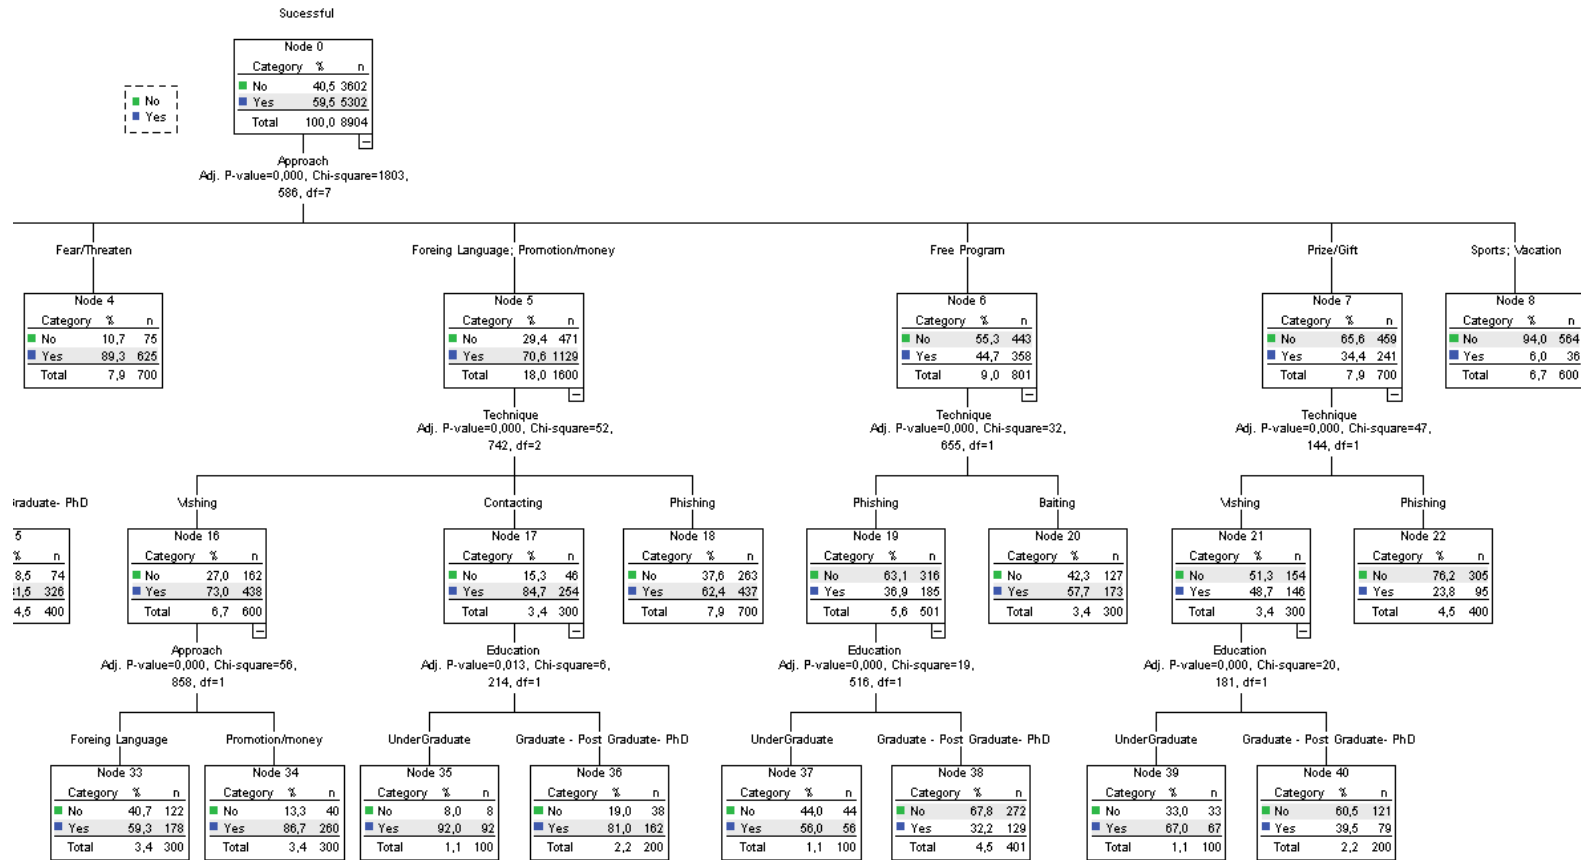 Sucessful
Node 0
Category % n
No 40,5 3602
Yes 59,5 5302
Total 100,0 8904
No
Yes
Approach
Adj. P-value=0,000, Chi-square=1803,
586, df=7
Fear/Threaten
Foreing Language; Promotion/money
Free Program
Prize/Gift
Sports; Vacation
Node 4
Category % n
No 10,7 75
Yes 89,3 625
Total 7,9 700
Node 5
Category % n
No 29,4 471
Yes 70,6 1129
Total 18,0 1600
Node 6
Category % n
No 55,3 443
Yes 44,7 358
Total 9,0 801
Node 7
Category % n
No 65,6 459
Yes 34,4 241
Total 7,9 700
Node 8
Category % n
No 94,0 564
Yes 6,0 36
Total 6,7 600
Technique
Adj. P-value=0,000, Chi-square=52,
742, df=2
Technique
Adj. P-value=0,000, Chi-square=32,
655, df=1
Technique
Adj. P-value=0,000, Chi-square=47,
144, df=1
PhD
Vishing
Contacting
Phishing
Phishing
Baiting
Vishing
Phishing
5
% n
8,5 74
31,5 326
4,5 400
Node 16
Category % n
No 27,0 162
Yes 73,0 438
Total 6,7 600
Node 17
Category % n
No 15,3 46
Yes 84,7 254
Total 3,4 300
Node 18
Category % n
No 37,6 263
Yes 62,4 437
Total 7,9 700
Node 19
Category % n
No 63,1 316
Yes 36,9 185
Total 5,6 501
Node 20
Category % n
No 42,3 127
Yes 57,7 173
Total 3,4 300
Node 21
Category % n
No 51,3 154
Yes 48,7 146
Total 3,4 300
Node 22
Category % n
No 76,2 305
Yes 23,8 95
Total 4,5 400
Approach
Adj. P-value=0,000, Chi-square=56,
858, df=1
Education
Adj. P-value=0,013, Chi-square=6,
214, df=1
Education
Adj. P-value=0,000, Chi-square=19,
516, df=1
Education
Adj. P-value=0,000, Chi-square=20,
181, df=1
Foreing Language
Promotion/money
UnderGraduate
Graduate - Post Graduate- PhD
UnderGraduate
Graduate - Post Graduate- PhD
UnderGraduate
Graduate - Post Graduate- PhD
Node 33
Category % n
No 40,7 122
Yes 59,3 178
Total 3,4 300
Node 34
Category % n
No 13,3 40
Yes 86,7 260
Total 3,4 300
Node 35
Category % n
No 8,0 8
Yes 92,0 92
Total 1,1 100
Node 36
Category % n
No 19,0 38
Yes 81,0 162
Total 2,2 200
Node 37
Category % n
No 44,0 44
Yes 56,0 56
Total 1,1 100
Node 38
Category % n
No 67,8 272
Yes 32,2 129
Total 4,5 401
Node 39
Category % n
No 33,0 33
Yes 67,0 67
Total 1,1 100
Node 40
Category % n
No 60,5 121
Yes 39,5 79
Total 2,2 200